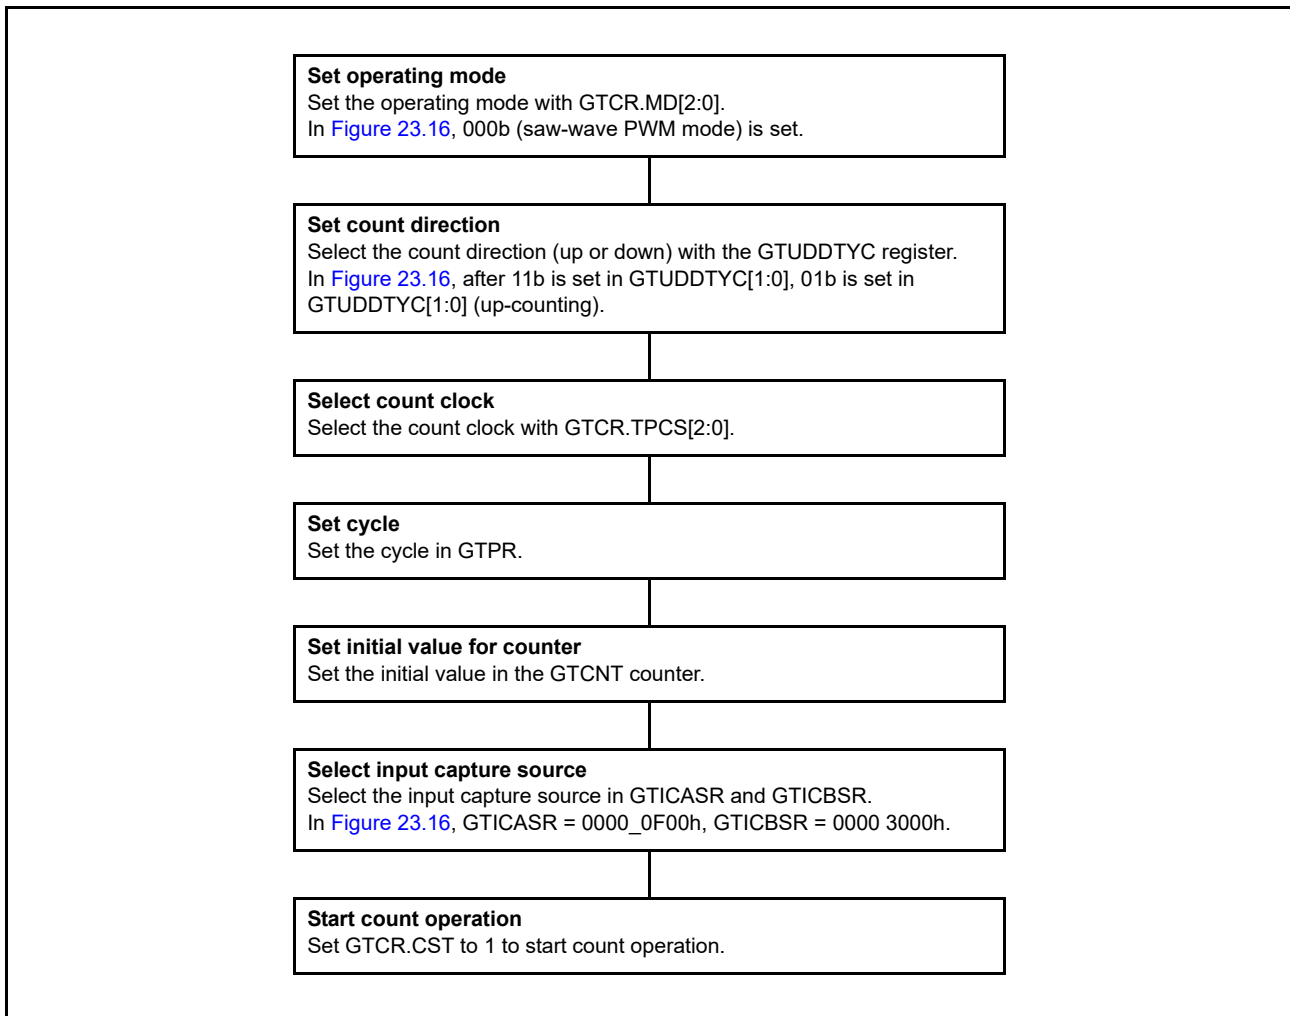 Set operating mode
Set the operating mode with GTCR.MD[2:0].
In Figure 23.16, 000b (saw-wave PWM mode) is set.
Set count direction
Select the count direction (up or down) with the GTUDDTYC register.
In Figure 23.16, after 11b is set in GTUDDTYC[1:0], 01b is set in
GTUDDTYC[1:0] (up-counting).
Select count clock
Select the count clock with GTCR.TPCS[2:0].
Set cycle
Set the cycle in GTPR.
Set initial value for counter
Set the initial value in the GTCNT counter.
Select input capture source
Select the input capture source in GTICASR and GTICBSR.
In Figure 23.16, GTICASR = 0000_0F00h, GTICBSR = 0000 3000h.
Start count operation
Set GTCR.CST to 1 to start count operation.